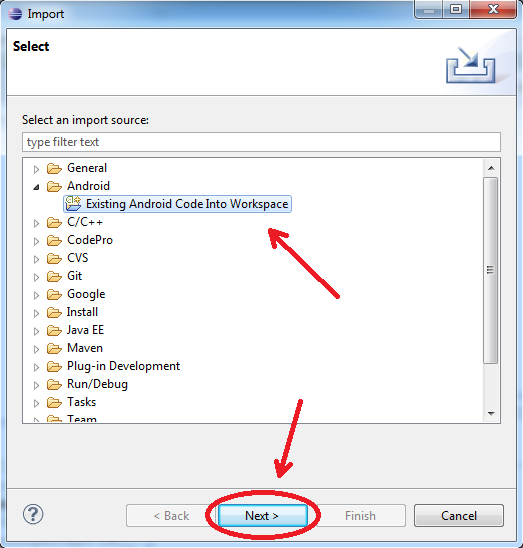 Import
Select
Select an import source:
type filter text
General
Android
Existing Android Code Into Workspace
C/C++
CodePro
CVS
Git
Google
Install
Java EE
Maven
Plug-in Development
Run/Debug
Tasks
Team
?
< Back Next > Finish Cancel